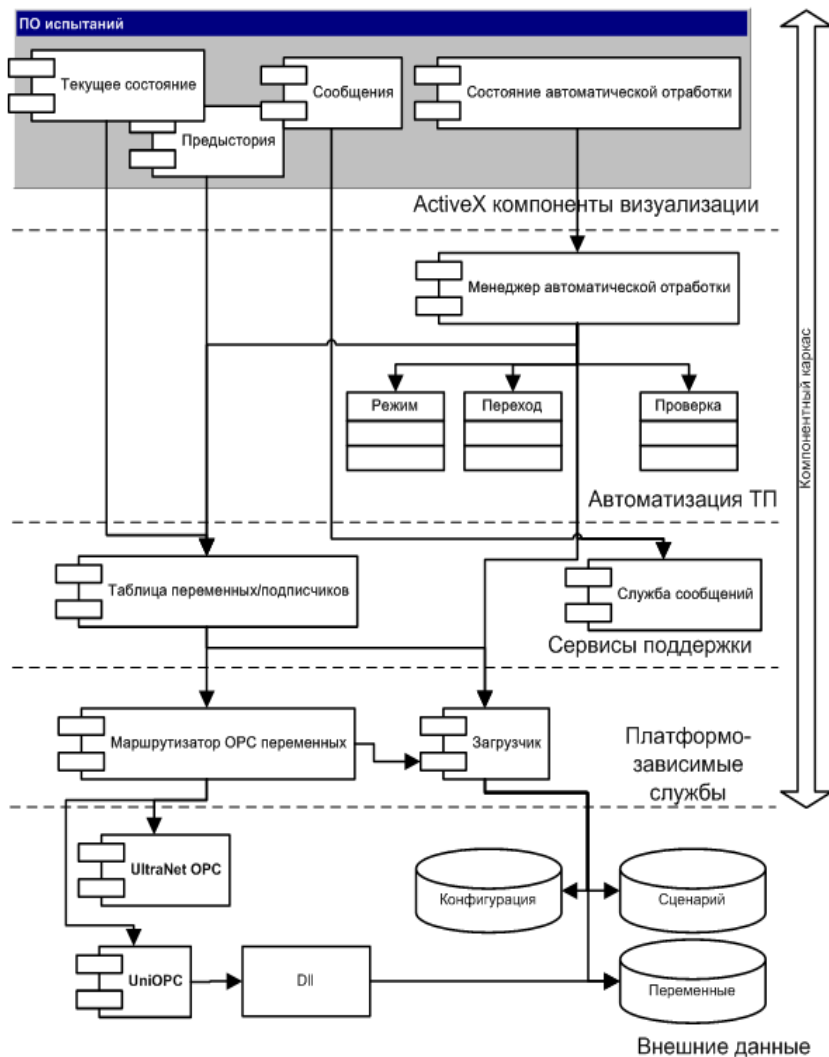 ПО испытаний
Текущее состояние
Сообщения
Состояние автоматической отработки
Предыстория
ActiveX компоненты визуализации
Менеджер автоматической отработки
Компонентный каркас
Режим
Переход
Проверка
Автоматизация ТП
Таблица переменных/подписчиков
Служба сообщений
Сервисы поддержки
Маршрутизатор ОРС переменных
Загрузчик
Платформо-
зависимые
службы
UltraNet OPC
Конфигурация
Сценарий
UniOPC
Dll
Переменные
Внешние данные